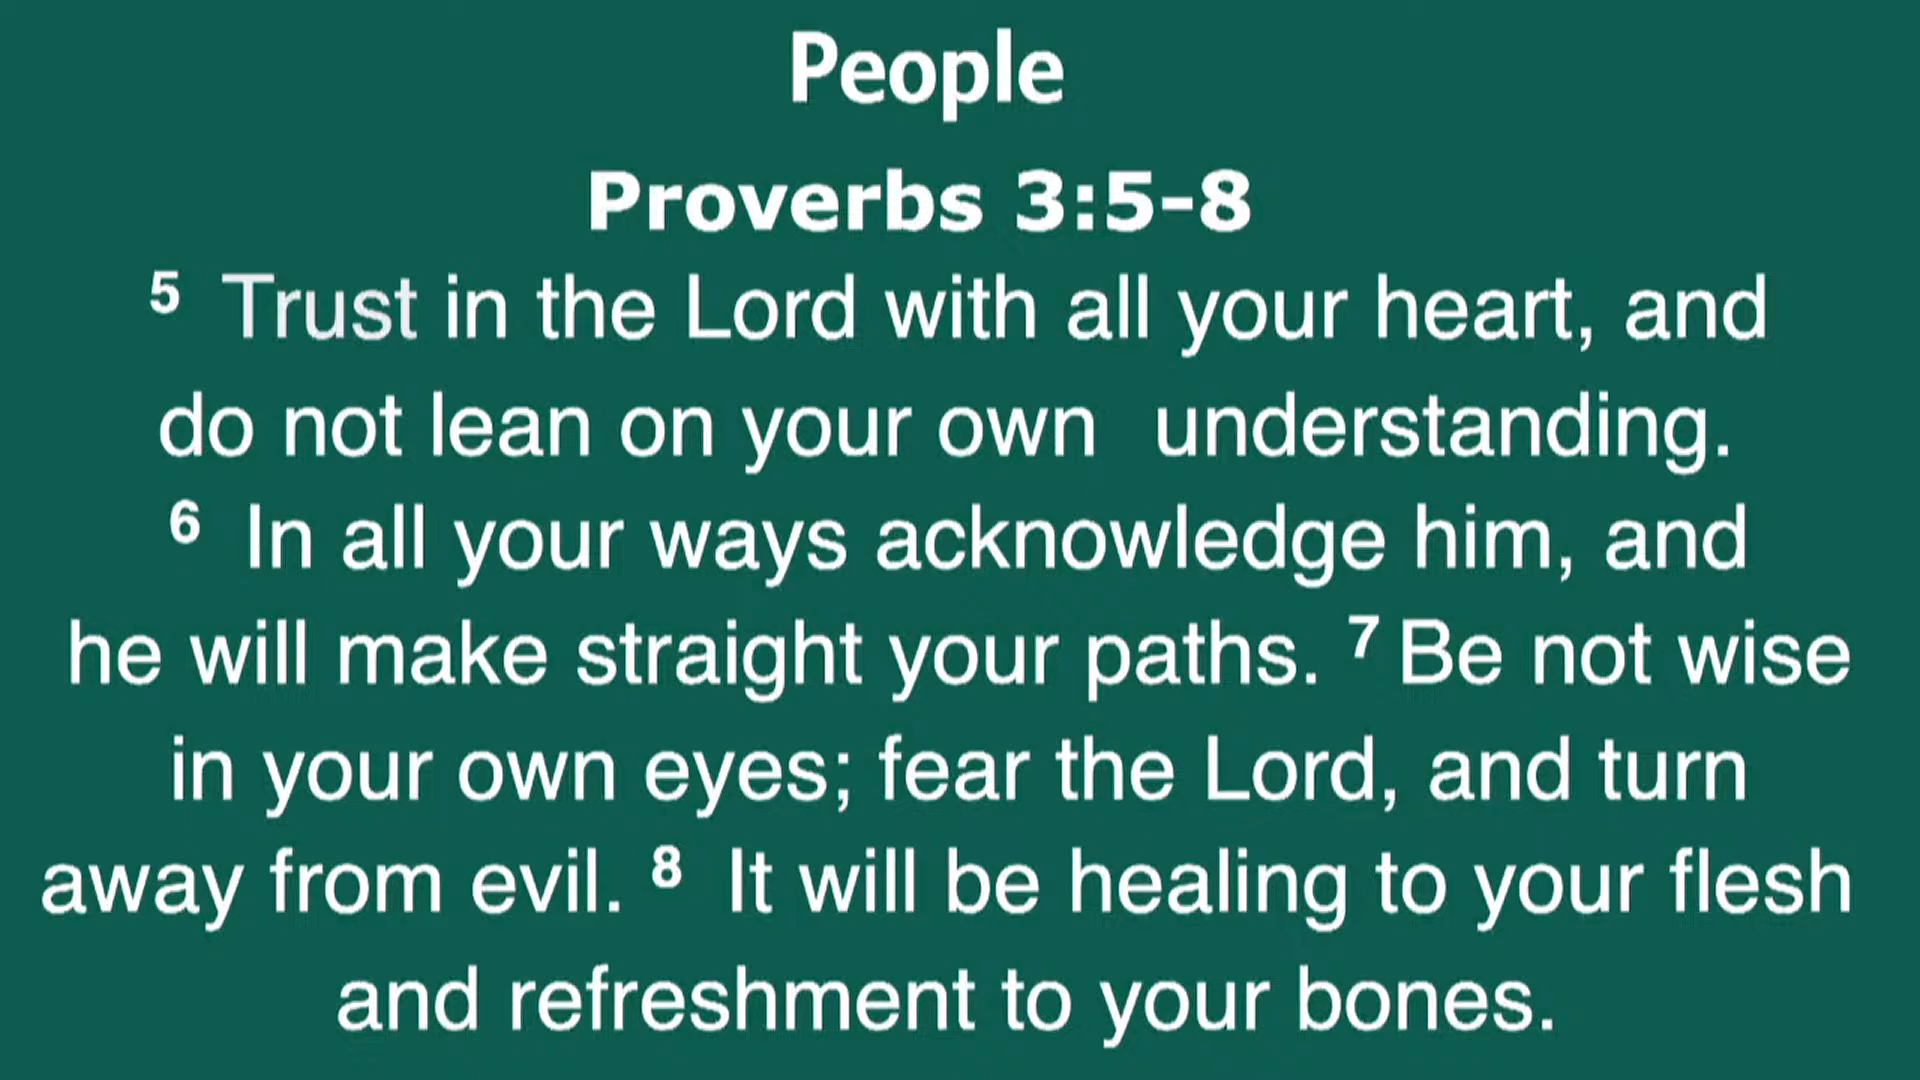 People
Proverbs 3:5-8
5 Trust in the Lord with all your heart, and
do not lean on your own understanding.
6 In all your ways acknowledge him, and
he will make straight your paths. 7 Be not wise
in your own eyes; fear the Lord, and turn
away from evil. 8 It will be healing to your flesh
and refreshment to your bones.